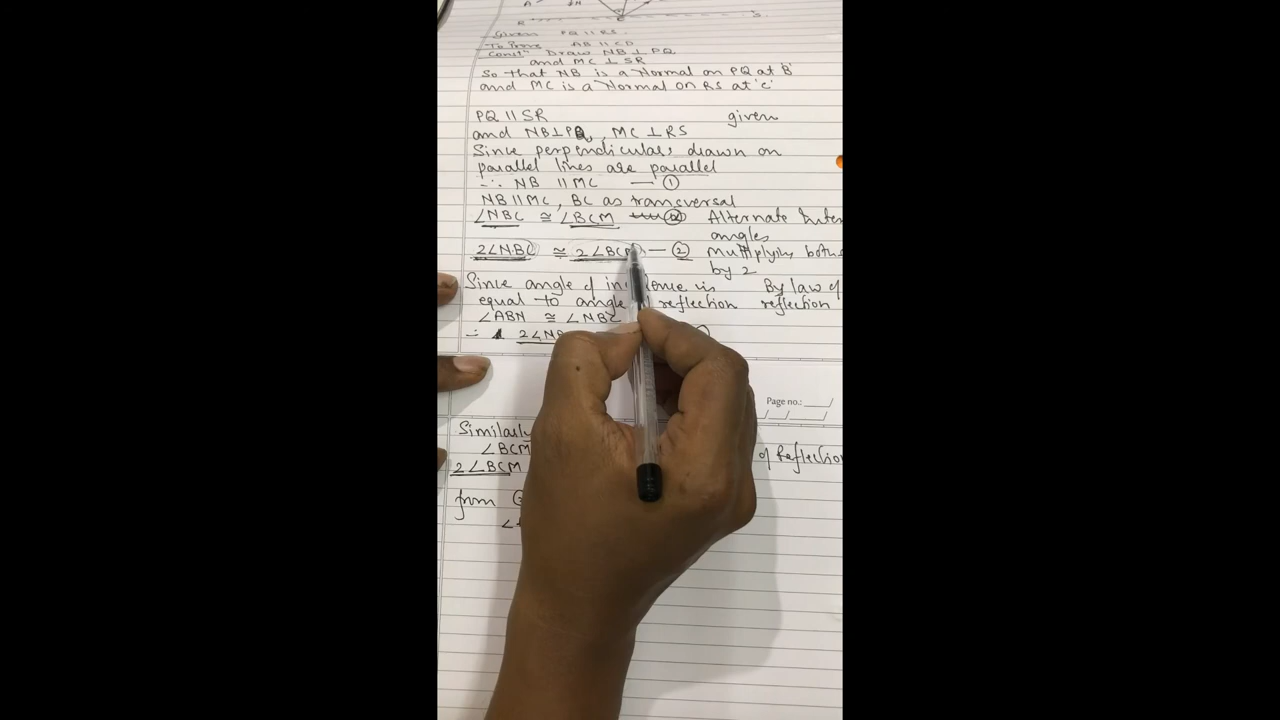 A
R C S
Given PQ || RS.
To Prove AB || CD
Constⁿ Draw NB ⊥ PQ
and MC ⊥ SR
So that NB is a Normal on PQ at 'B'
and MC is a Normal on RS at 'C'
PQ || SR given
and NB ⊥ PQ, MC ⊥ RS
Since perpendiculars drawn on
parallel lines are parallel
∴ NB || MC — ①
NB || MC, BC as transversal
∠NBC ≅ ∠BCM ② Alternate Inter
angles
2∠NBC ≅ 2∠BCM — ② Multiplying both
by 2
Since angle of in ence is By law of
equal to angle reflection reflection
∠ABN ≅ ∠NBC
∴ 2∠NB
Page no.:
Similarly
∠BCM of Reflection
2∠BCM
from
∠